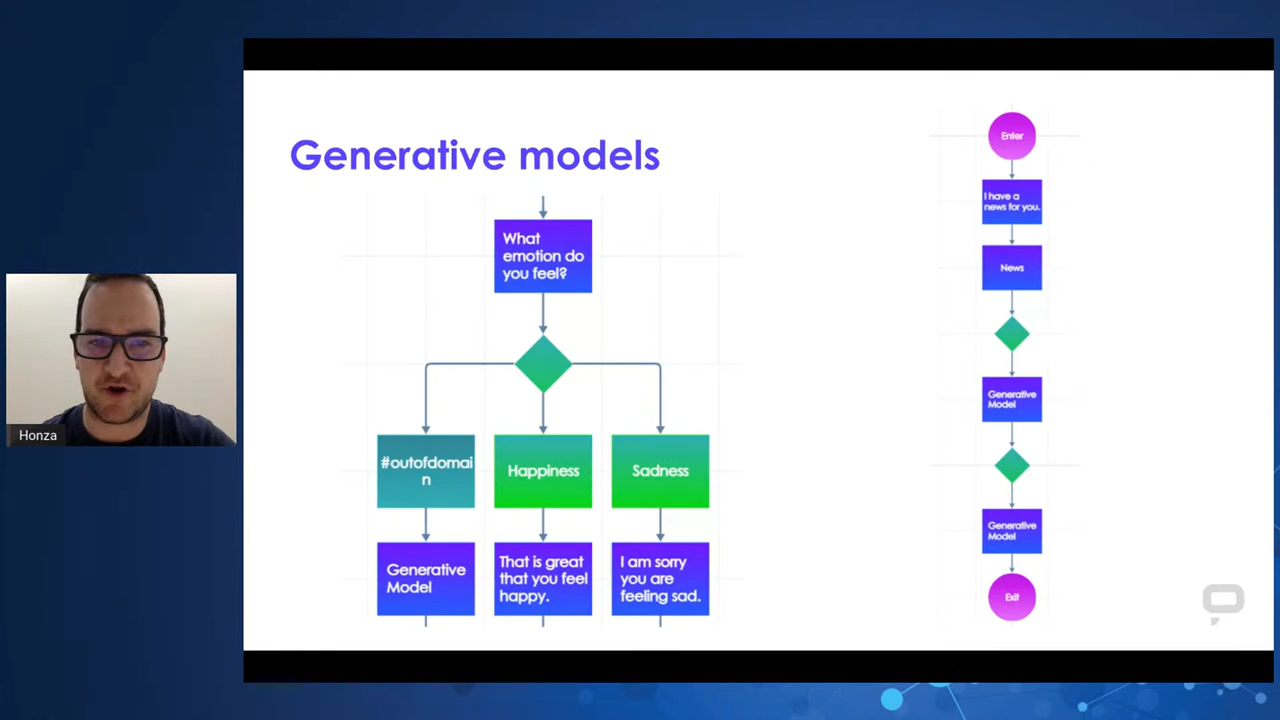 Generative models
What
emotion do
you feel?
#outofdomai
n
Happiness
Sadness
Generative
Model
That is great
that you feel
happy.
I am sorry
you are
feeling sad.
Enter
I have a
news for you.
News
Generative
Model
Generative
Model
Exit
Honza